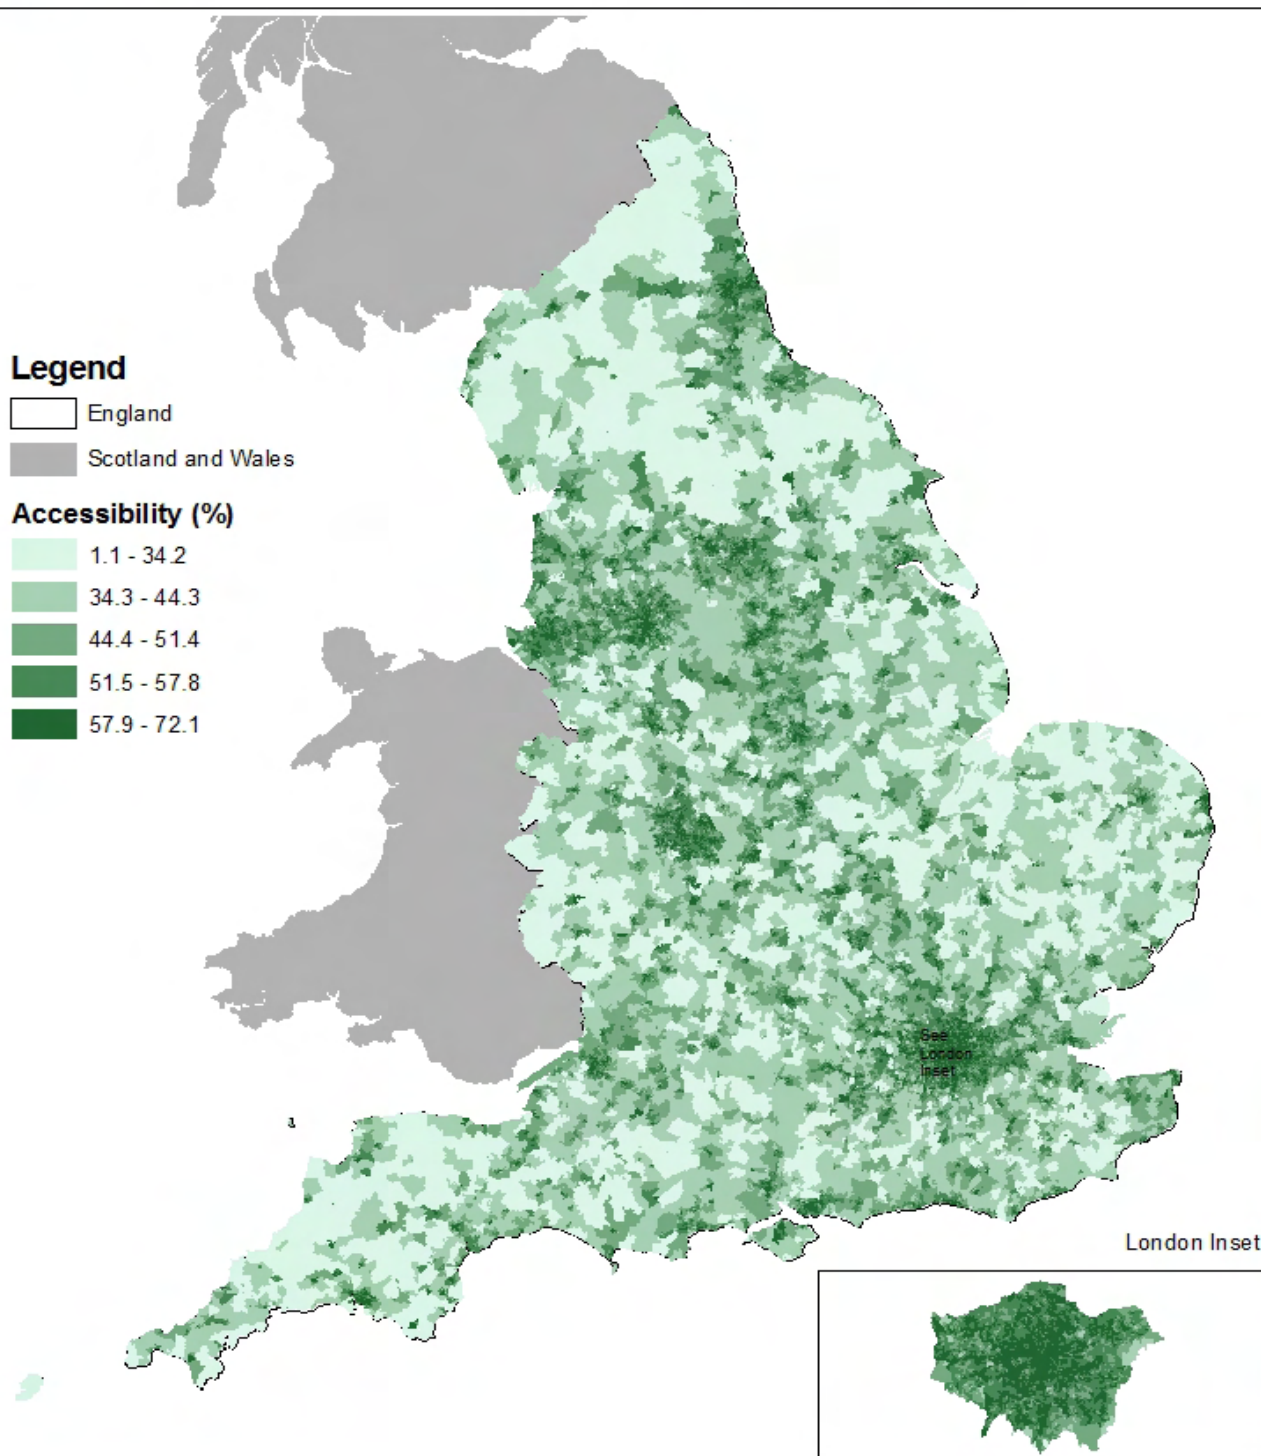 Legend
England
Scotland and Wales
Accessibility (%)
1.1 - 34.2
34.3 - 44.3
44.4 - 51.4
51.5 - 57.8
57.9 - 72.1
See
London
Inset
London Inset